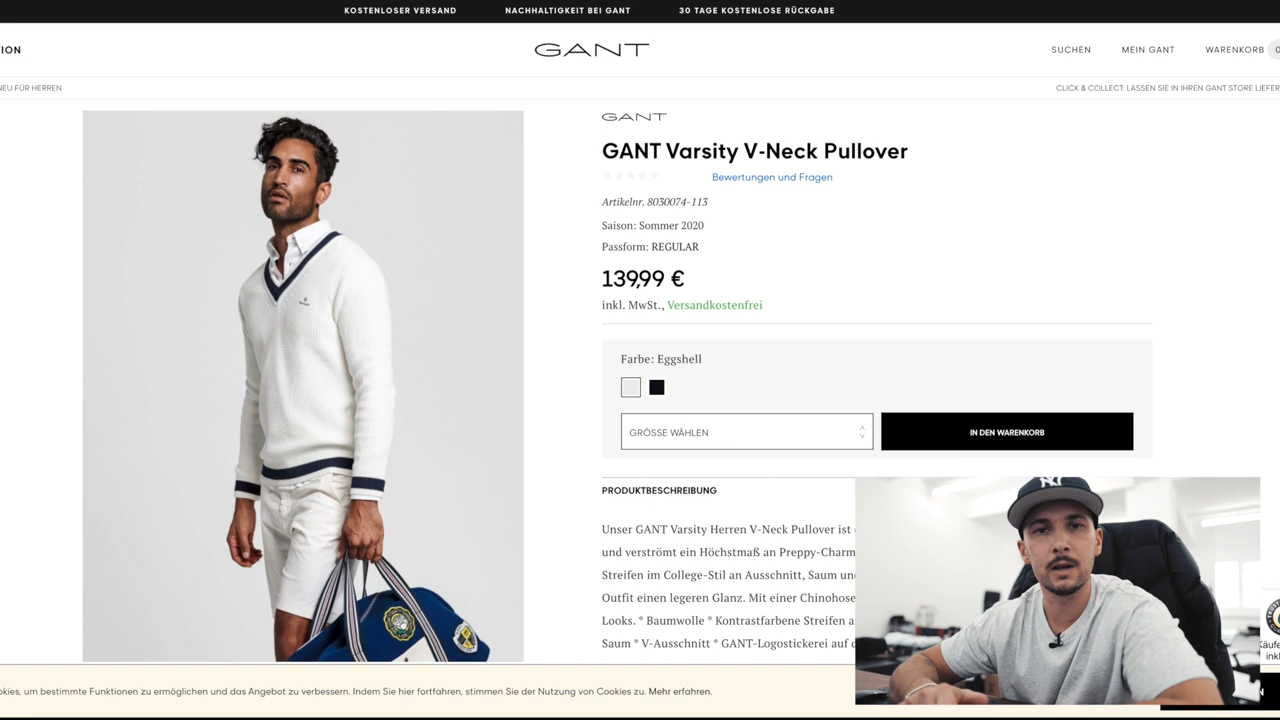 KOSTENLOSER VERSAND NACHHALTIGKEIT BEI GANT 30 TAGE KOSTENLOSE RÜCKGABE
GANT
SUCHEN MEIN GANT WARENKORB 0
NEU FÜR HERREN
CLICK & COLLECT: LASSEN SIE IN IHREN GANT STORE
GANT
GANT Varsity V-Neck Pullover
Bewertungen und Fragen
Artikelnr. 8030074-113
Saison: Sommer 2020
Passform: REGULAR
139,99 €
inkl. MwSt., Versandkostenfrei
Farbe: Eggshell
GRÖSSE WÄHLEN
IN DEN WARENKORB
PRODUKTBESCHREIBUNG
Unser GANT Varsity Herren V-Neck Pullover ist
und verströmt ein Höchstmaß an Preppy-Charm
Streifen im College-Stil an Ausschnitt, Saum
Outfit einen legeren Glanz. Mit einer Chinohose
Looks. * Baumwolle * Kontrastfarbene Streifen
Saum * V-Ausschnitt * GANT-Logostickerei auf
um bestimmte Funktionen zu ermöglichen und das Angebot zu verbessern. Indem Sie hier fortfahren, stimmen Sie der Nutzung von Cookies zu. Mehr erfahren.